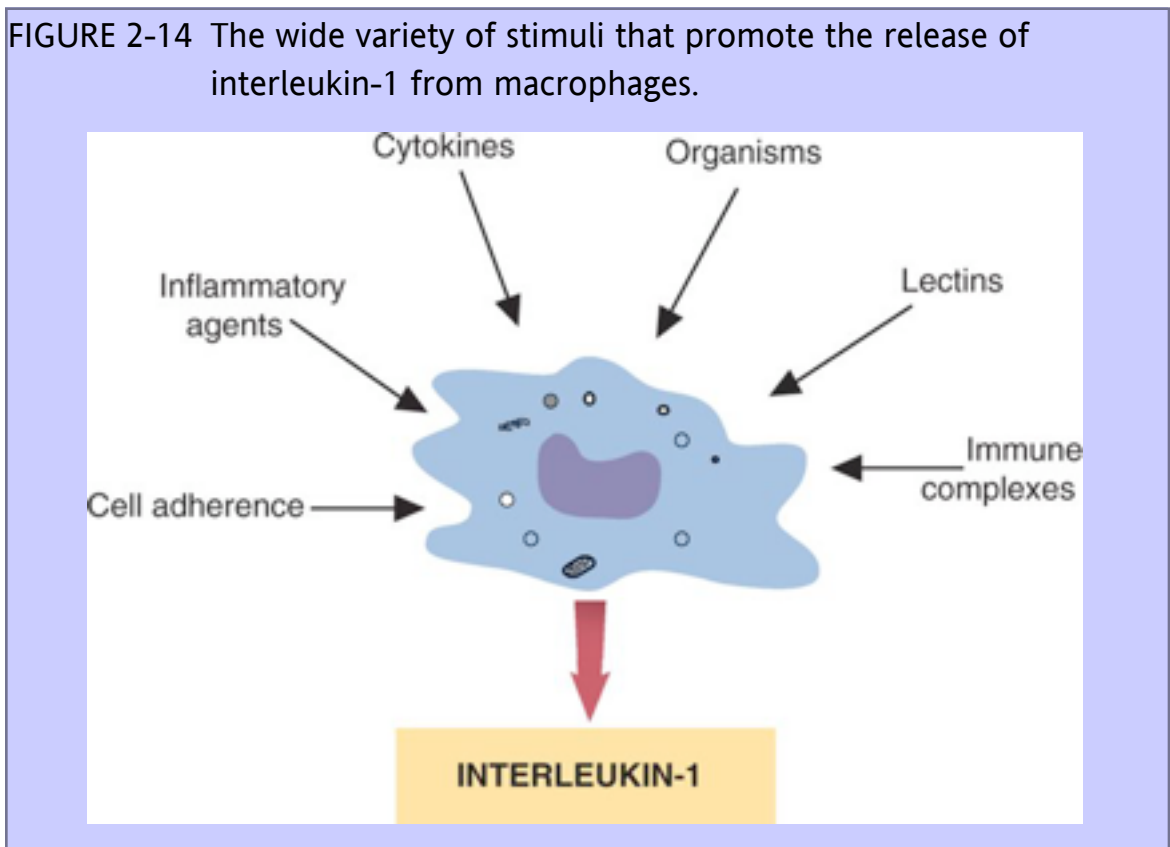 FIGURE 2-14 The wide variety of stimuli that promote the release of
interleukin-1 from macrophages.
Cytokines
Organisms
Inflammatory
agents
Lectins
Immune
complexes
Cell adherence
INTERLEUKIN-1